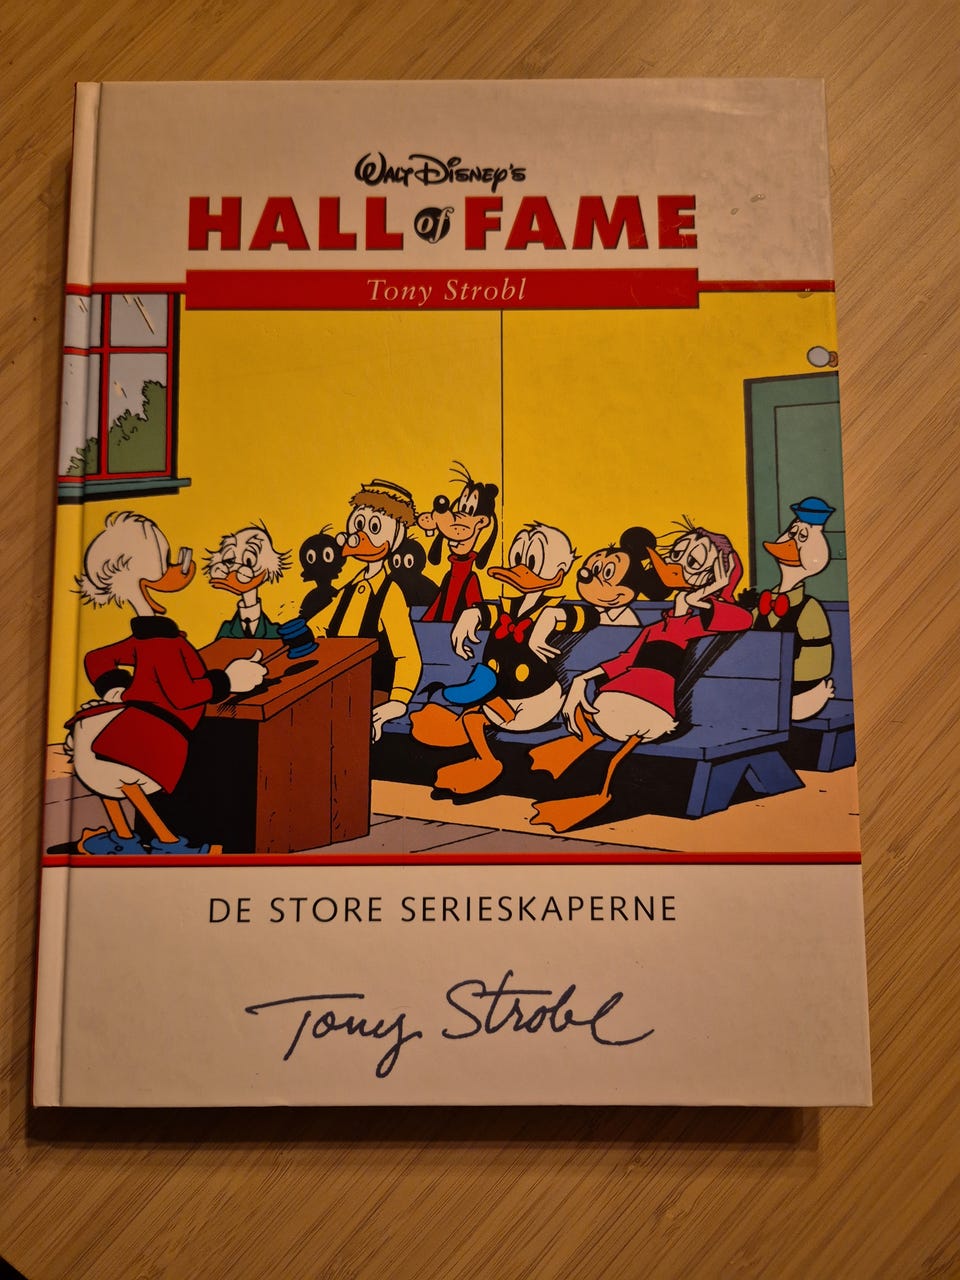 Walt Disney's
HALL of FAME
Tony Strobl
DE STORE SERIESKAPERNE
Tony Strobl